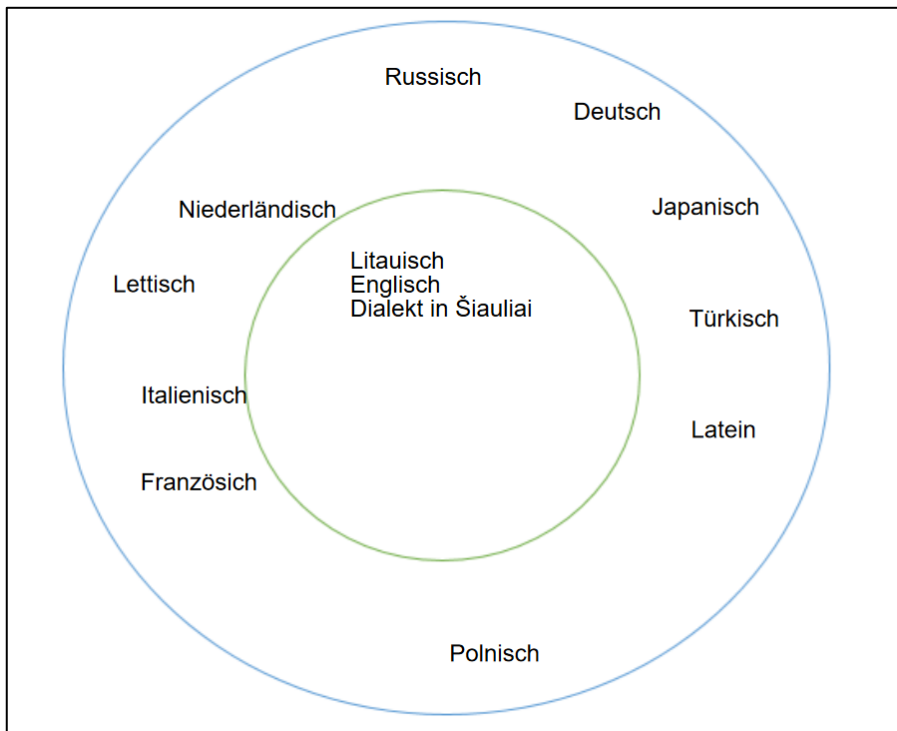 Russisch
Deutsch
Niederländisch
Japanisch
Litauisch
Englisch
Dialekt in Šiauliai
Lettisch
Türkisch
Italienisch
Latein
Französich
Polnisch